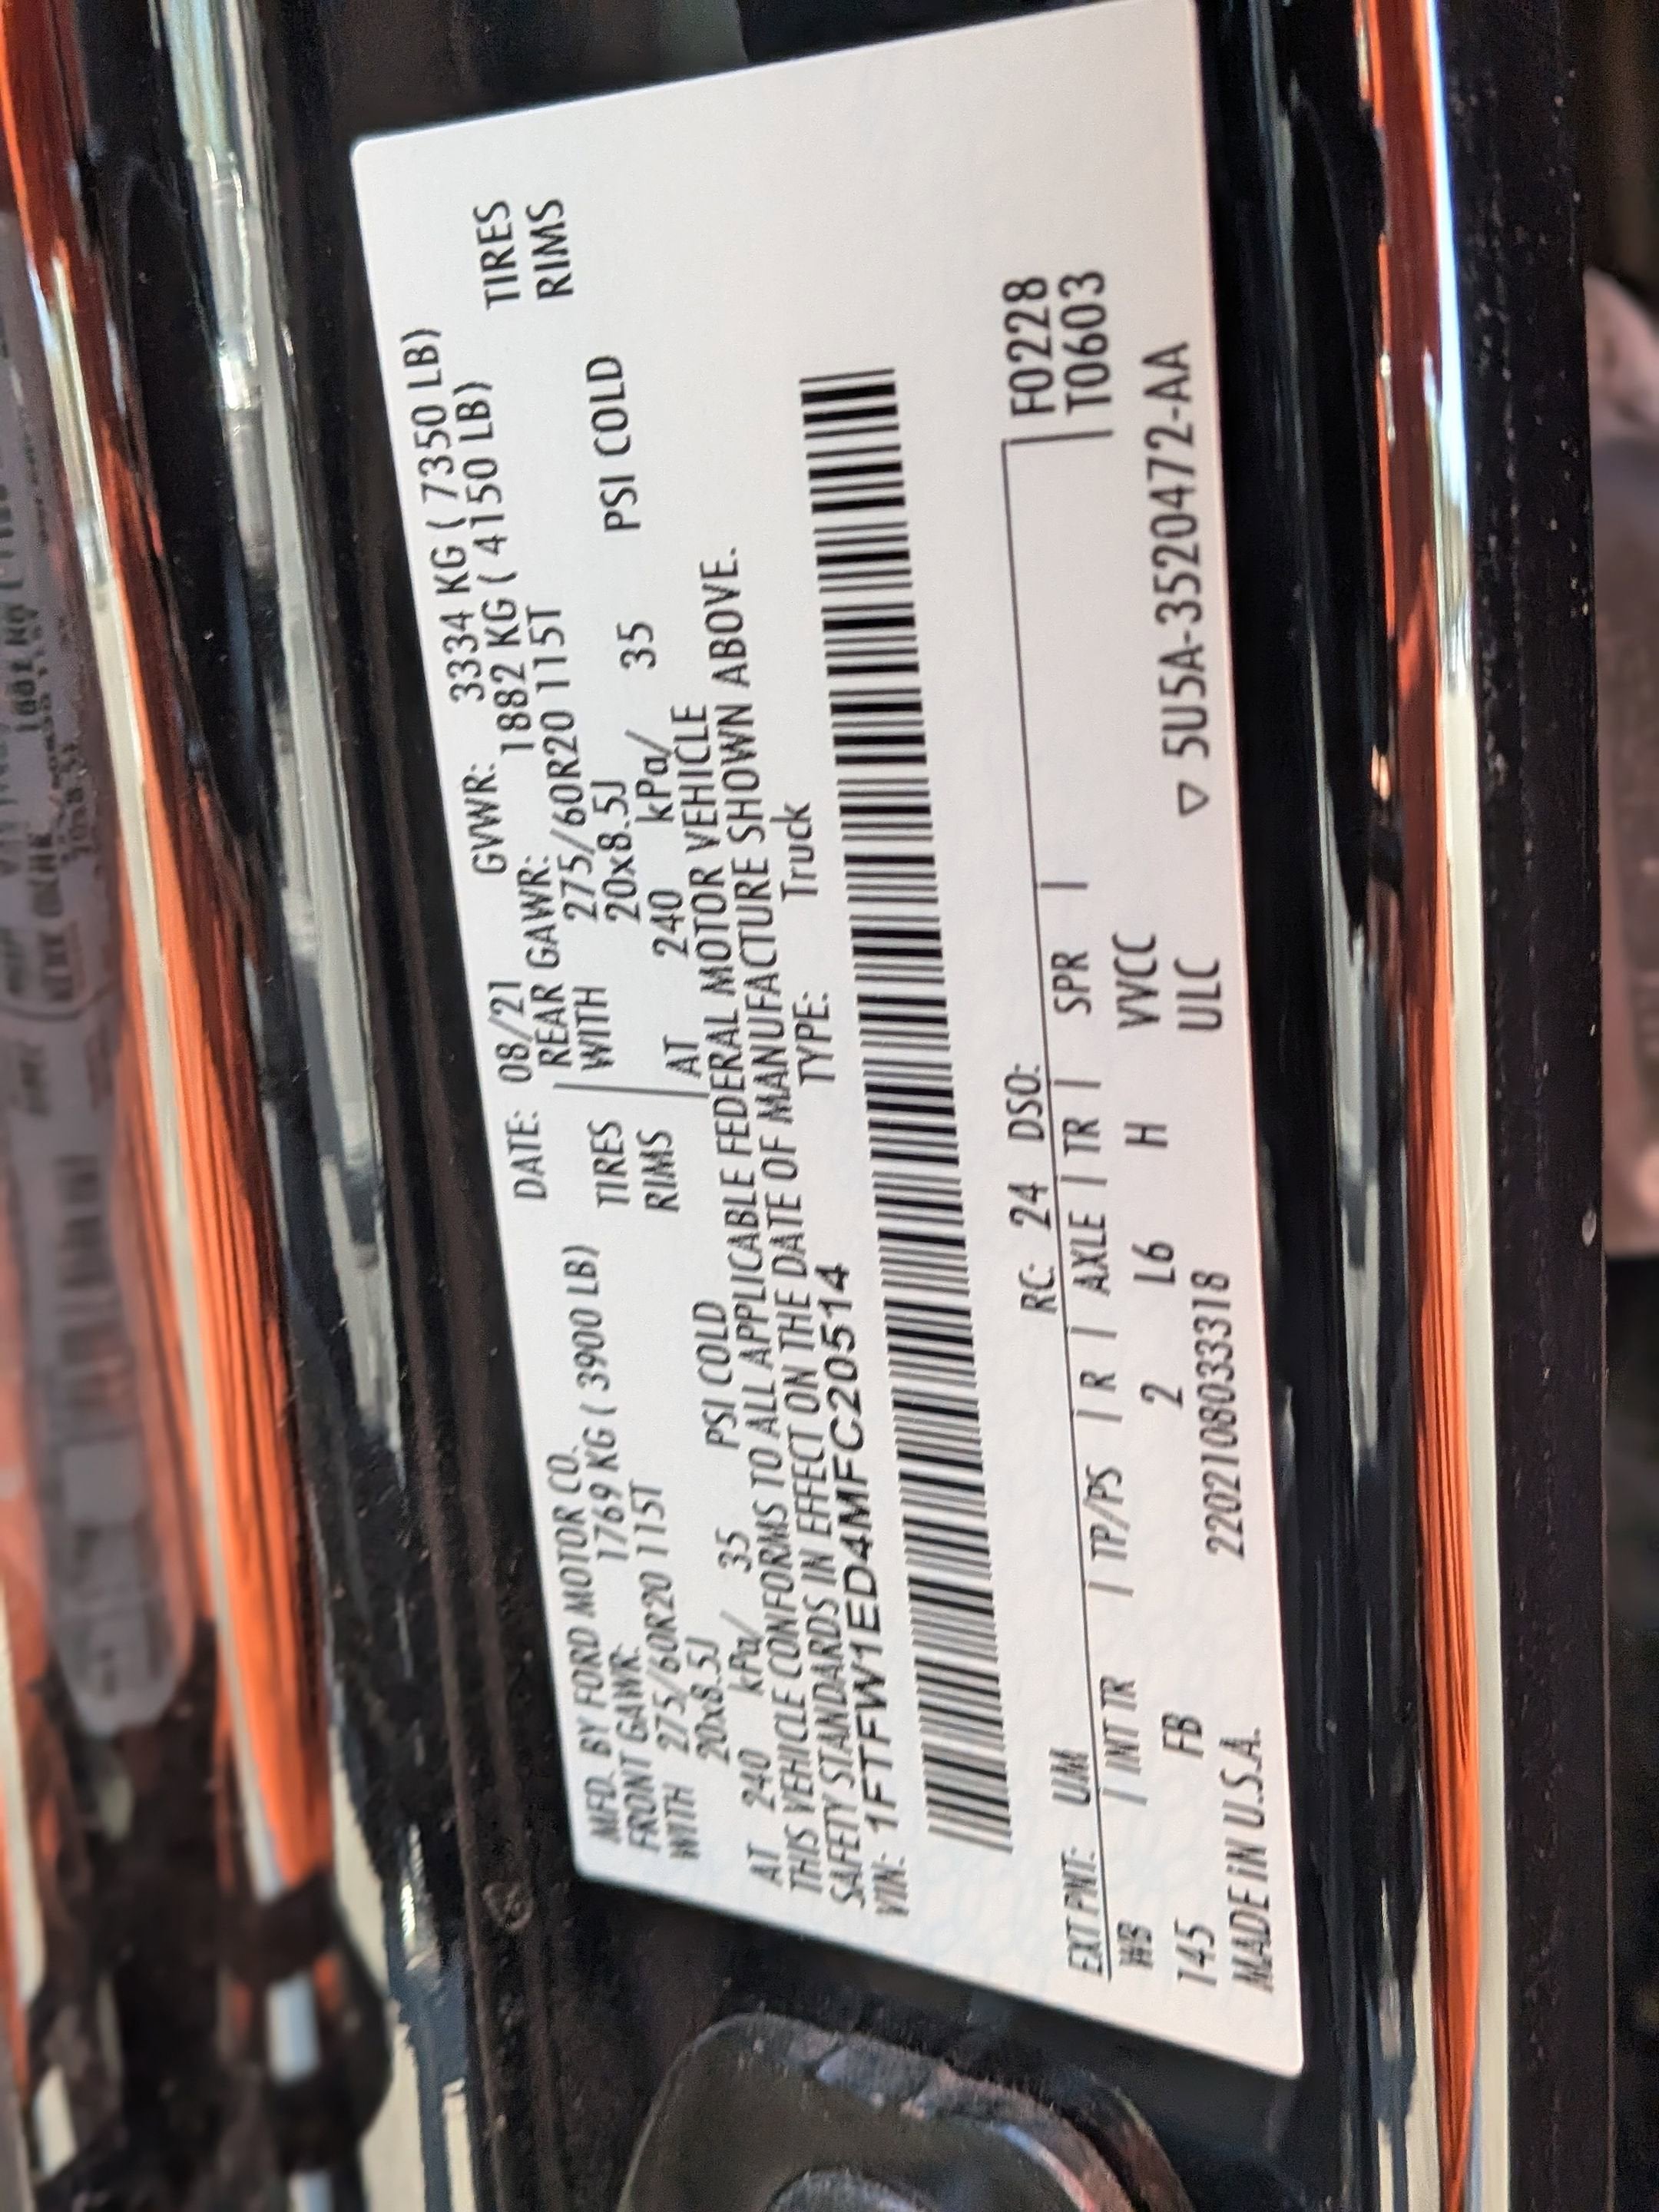 MFD. BY FORD MOTOR CO. DATE: 08/21 GVWR: 3334 KG ( 7350 LB)
FRONT GAWR: 1769 KG ( 3900 LB) REAR GAWR: 1882 KG ( 4150 LB)
WITH 275/60R20 115T TIRES WITH 275/60R20 115T TIRES
20x8.5J RIMS 20x8.5J RIMS
AT 240 kPa/ 35 PSI COLD AT 240 kPa/ 35 PSI COLD
THIS VEHICLE CONFORMS TO ALL APPLICABLE FEDERAL MOTOR VEHICLE
SAFETY STANDARDS IN EFFECT ON THE DATE OF MANUFACTURE SHOWN ABOVE.
VIN: 1FTFW1ED4MFC20514 TYPE: Truck
EXT PNT: UM RC: 24 DSO: F0228
WB | INT TR | TP/PS | R | AXLE | TR | SPR | T0603
145 FB 2 L6 H VVCC
MADE IN U.S.A. 22021080333318 ULC ▽ 5U5A-3520472-AA